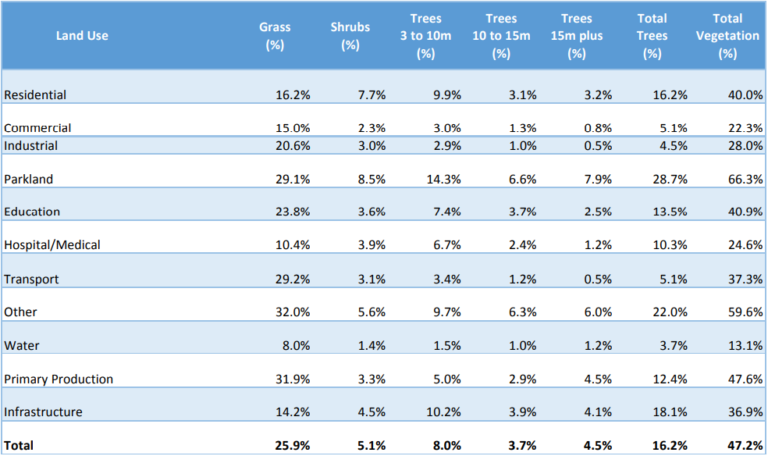 Land Use Grass (%) Shrubs (%) Trees 3 to 10m (%) Trees 10 to 15m (%) Trees 15m plus (%) Total Trees (%) Total Vegetation (%)
Residential 16.2% 7.7% 9.9% 3.1% 3.2% 16.2% 40.0%
Commercial 15.0% 2.3% 3.0% 1.3% 0.8% 5.1% 22.3%
Industrial 20.6% 3.0% 2.9% 1.0% 0.5% 4.5% 28.0%
Parkland 29.1% 8.5% 14.3% 6.6% 7.9% 28.7% 66.3%
Education 23.8% 3.6% 7.4% 3.7% 2.5% 13.5% 40.9%
Hospital/Medical 10.4% 3.9% 6.7% 2.4% 1.2% 10.3% 24.6%
Transport 29.2% 3.1% 3.4% 1.2% 0.5% 5.1% 37.3%
Other 32.0% 5.6% 9.7% 6.3% 6.0% 22.0% 59.6%
Water 8.0% 1.4% 1.5% 1.0% 1.2% 3.7% 13.1%
Primary Production 31.9% 3.3% 5.0% 2.9% 4.5% 12.4% 47.6%
Infrastructure 14.2% 4.5% 10.2% 3.9% 4.1% 18.1% 36.9%
Total 25.9% 5.1% 8.0% 3.7% 4.5% 16.2% 47.2%